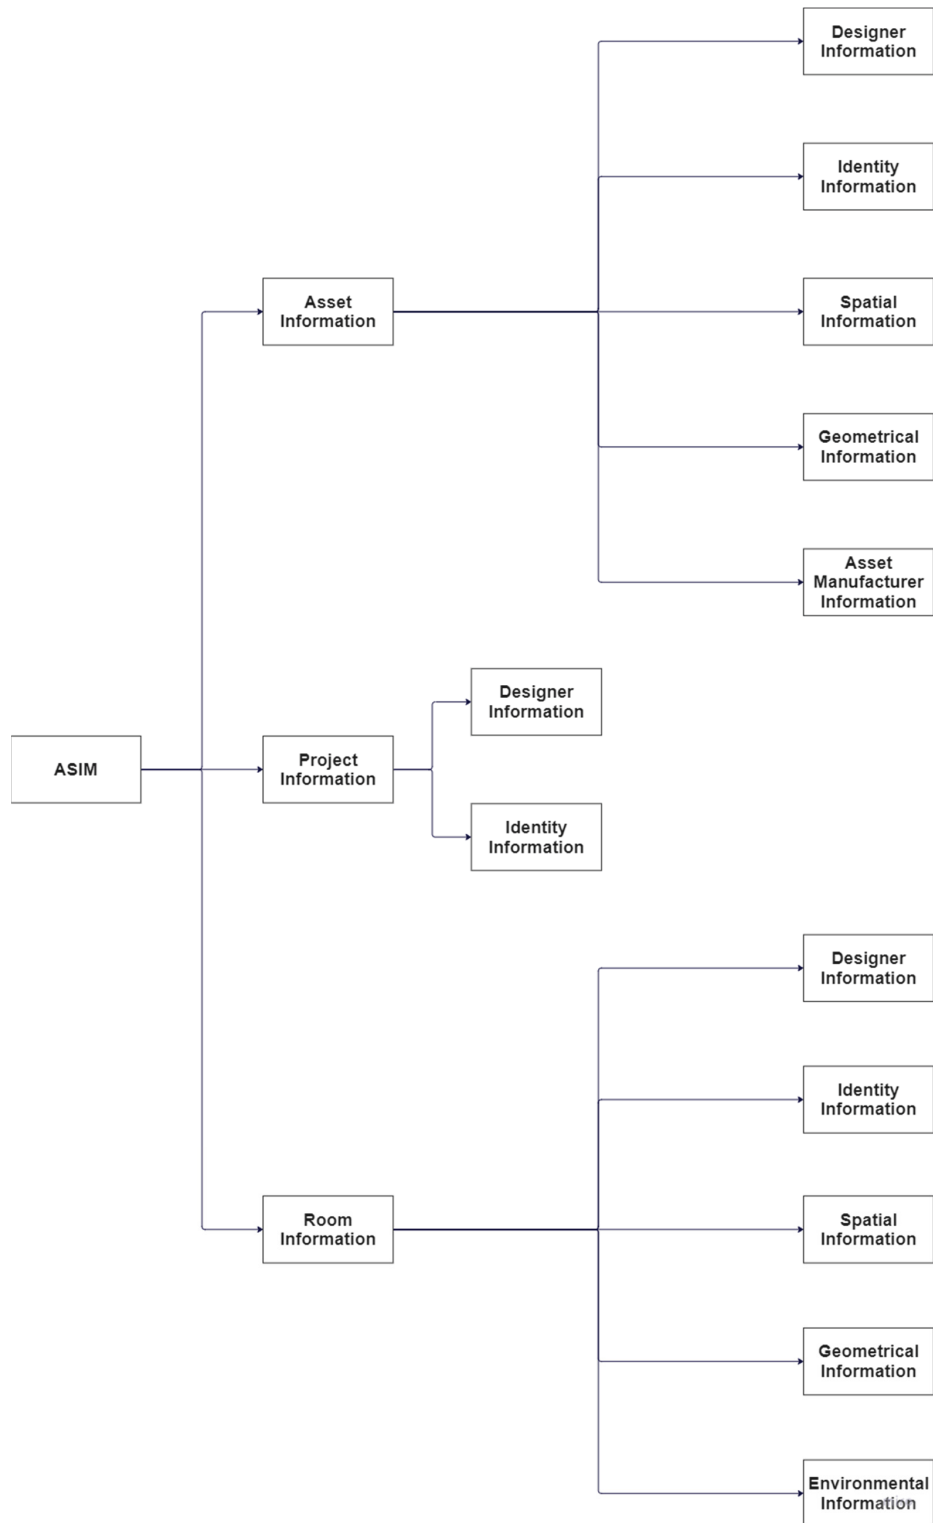 Designer
Information
Identity
Information
Asset
Information
Spatial
Information
Geometrical
Information
Asset
Manufacturer
Information
Designer
Information
ASIM
Project
Information
Identity
Information
Designer
Information
Identity
Information
Room
Information
Spatial
Information
Geometrical
Information
Environmental
Information